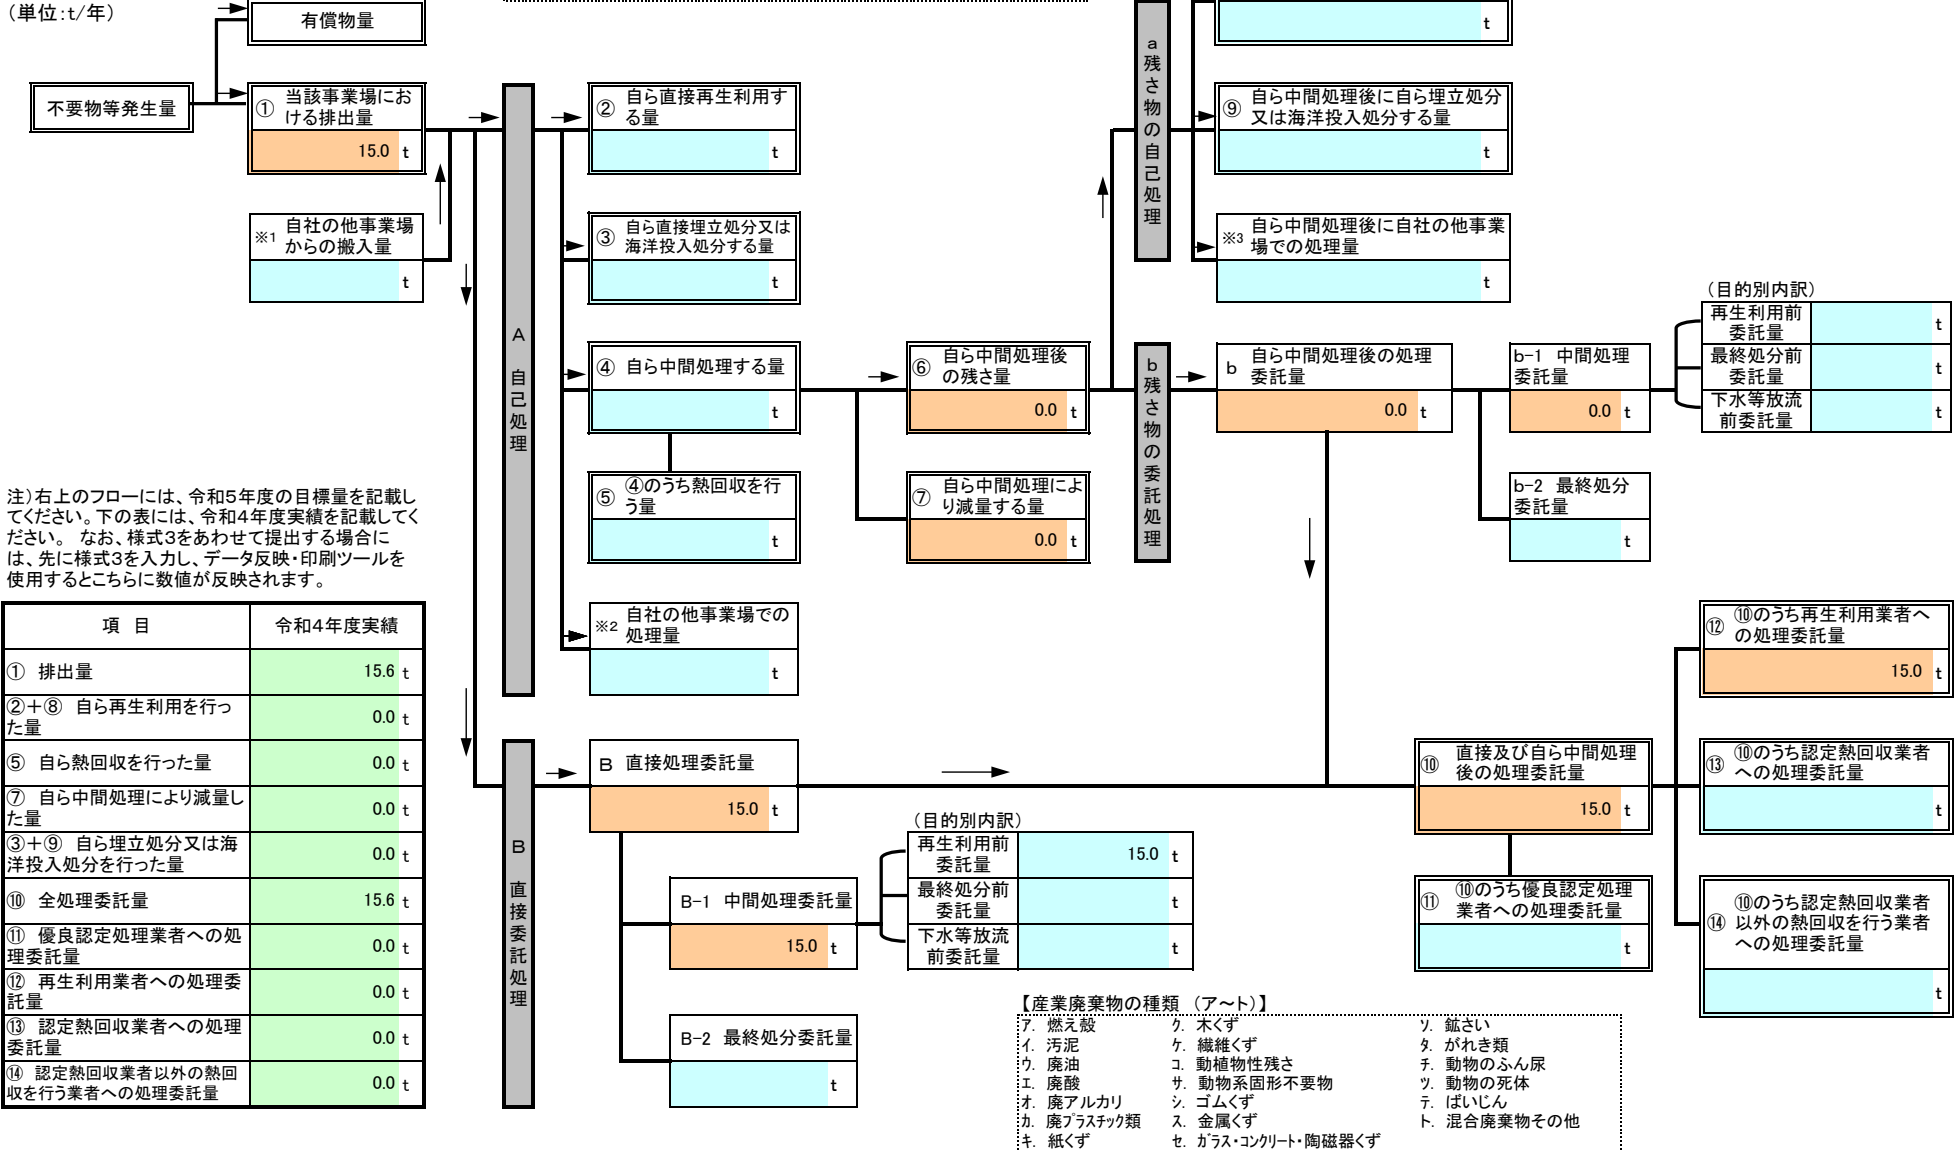 （単位:t/年）
有償物量
t
不要物等発生量
① 当該事業場にお
ける排出量
15.0 t
※1 自社の他事業場
からの搬入量
t
A 自己処理
② 自ら直接再生利用す
る量
t
③ 自ら直接埋立処分又は
海洋投入処分する量
t
④ 自ら中間処理する量
t
⑤ ④のうち熱回収を行
う量
t
※2 自社の他事業場での
処理量
t
⑥ 自ら中間処理後
の残さ量
0.0 t
⑦ 自ら中間処理によ
り減量する量
0.0 t
a残さ物の自己処理
⑨ 自ら中間処理後に自ら埋立処分
又は海洋投入処分する量
t
※3 自ら中間処理後に自社の他事業
場での処理量
t
b残さ物の委託処理
b 自ら中間処理後の処理
委託量
0.0 t
b-1 中間処理
委託量
0.0 t
b-2 最終処分
委託量
t
（目的別内訳）
再生利用前
委託量
t
最終処分前
委託量
t
下水等放流
前委託量
t
注）右上のフローには、令和5年度の目標量を記載し
てください。下の表には、令和4年度実績を記載してく
ださい。 なお、様式3をあわせて提出する場合に
は、先に様式3を入力し、データ反映・印刷ツールを
使用するとこちらに数値が反映されます。
項 目 令和4年度実績
① 排出量 15.6 t
②＋⑧ 自ら再生利用を行っ
た量 0.0 t
⑤ 自ら熱回収を行った量 0.0 t
⑦ 自ら中間処理により減量し
た量 0.0 t
③＋⑨ 自ら埋立処分又は海
洋投入処分を行った量 0.0 t
⑩ 全処理委託量 15.6 t
⑪ 優良認定処理業者への処
理委託量 0.0 t
⑫ 再生利用業者への処理委
託量 0.0 t
⑬ 認定熱回収業者への処理
委託量 0.0 t
⑭ 認定熱回収業者以外の熱回
収を行う業者への処理委託量 0.0 t
B 直接委託処理
B 直接処理委託量
15.0 t
B-1 中間処理委託量
15.0 t
B-2 最終処分委託量
t
（目的別内訳）
再生利用前
委託量
15.0 t
最終処分前
委託量
t
下水等放流
前委託量
t
⑩ 直接及び自ら中間処理
後の処理委託量
15.0 t
⑪ ⑩のうち優良認定処理
業者への処理委託量
t
⑫ ⑩のうち再生利用業者へ
の処理委託量
15.0 t
⑬ ⑩のうち認定熱回収業者
への処理委託量
t
⑭ ⑩のうち認定熱回収業者
以外の熱回収を行う業者
への処理委託量
t
【産業廃棄物の種類 （ア～ト）】
ア. 燃え殻 ク. 木くず ソ. 鉱さい
イ. 汚泥 ケ. 繊維くず タ. がれき類
ウ. 廃油 コ. 動植物性残さ チ. 動物のふん尿
エ. 廃酸 サ. 動物系固形不要物 ツ. 動物の死体
オ. 廃アルカリ シ. ゴムくず テ. ばいじん
カ. 廃プラスチック類 ス. 金属くず ト. 混合廃棄物その他
キ. 紙くず セ. ガラス・コンクリート・陶磁器くず